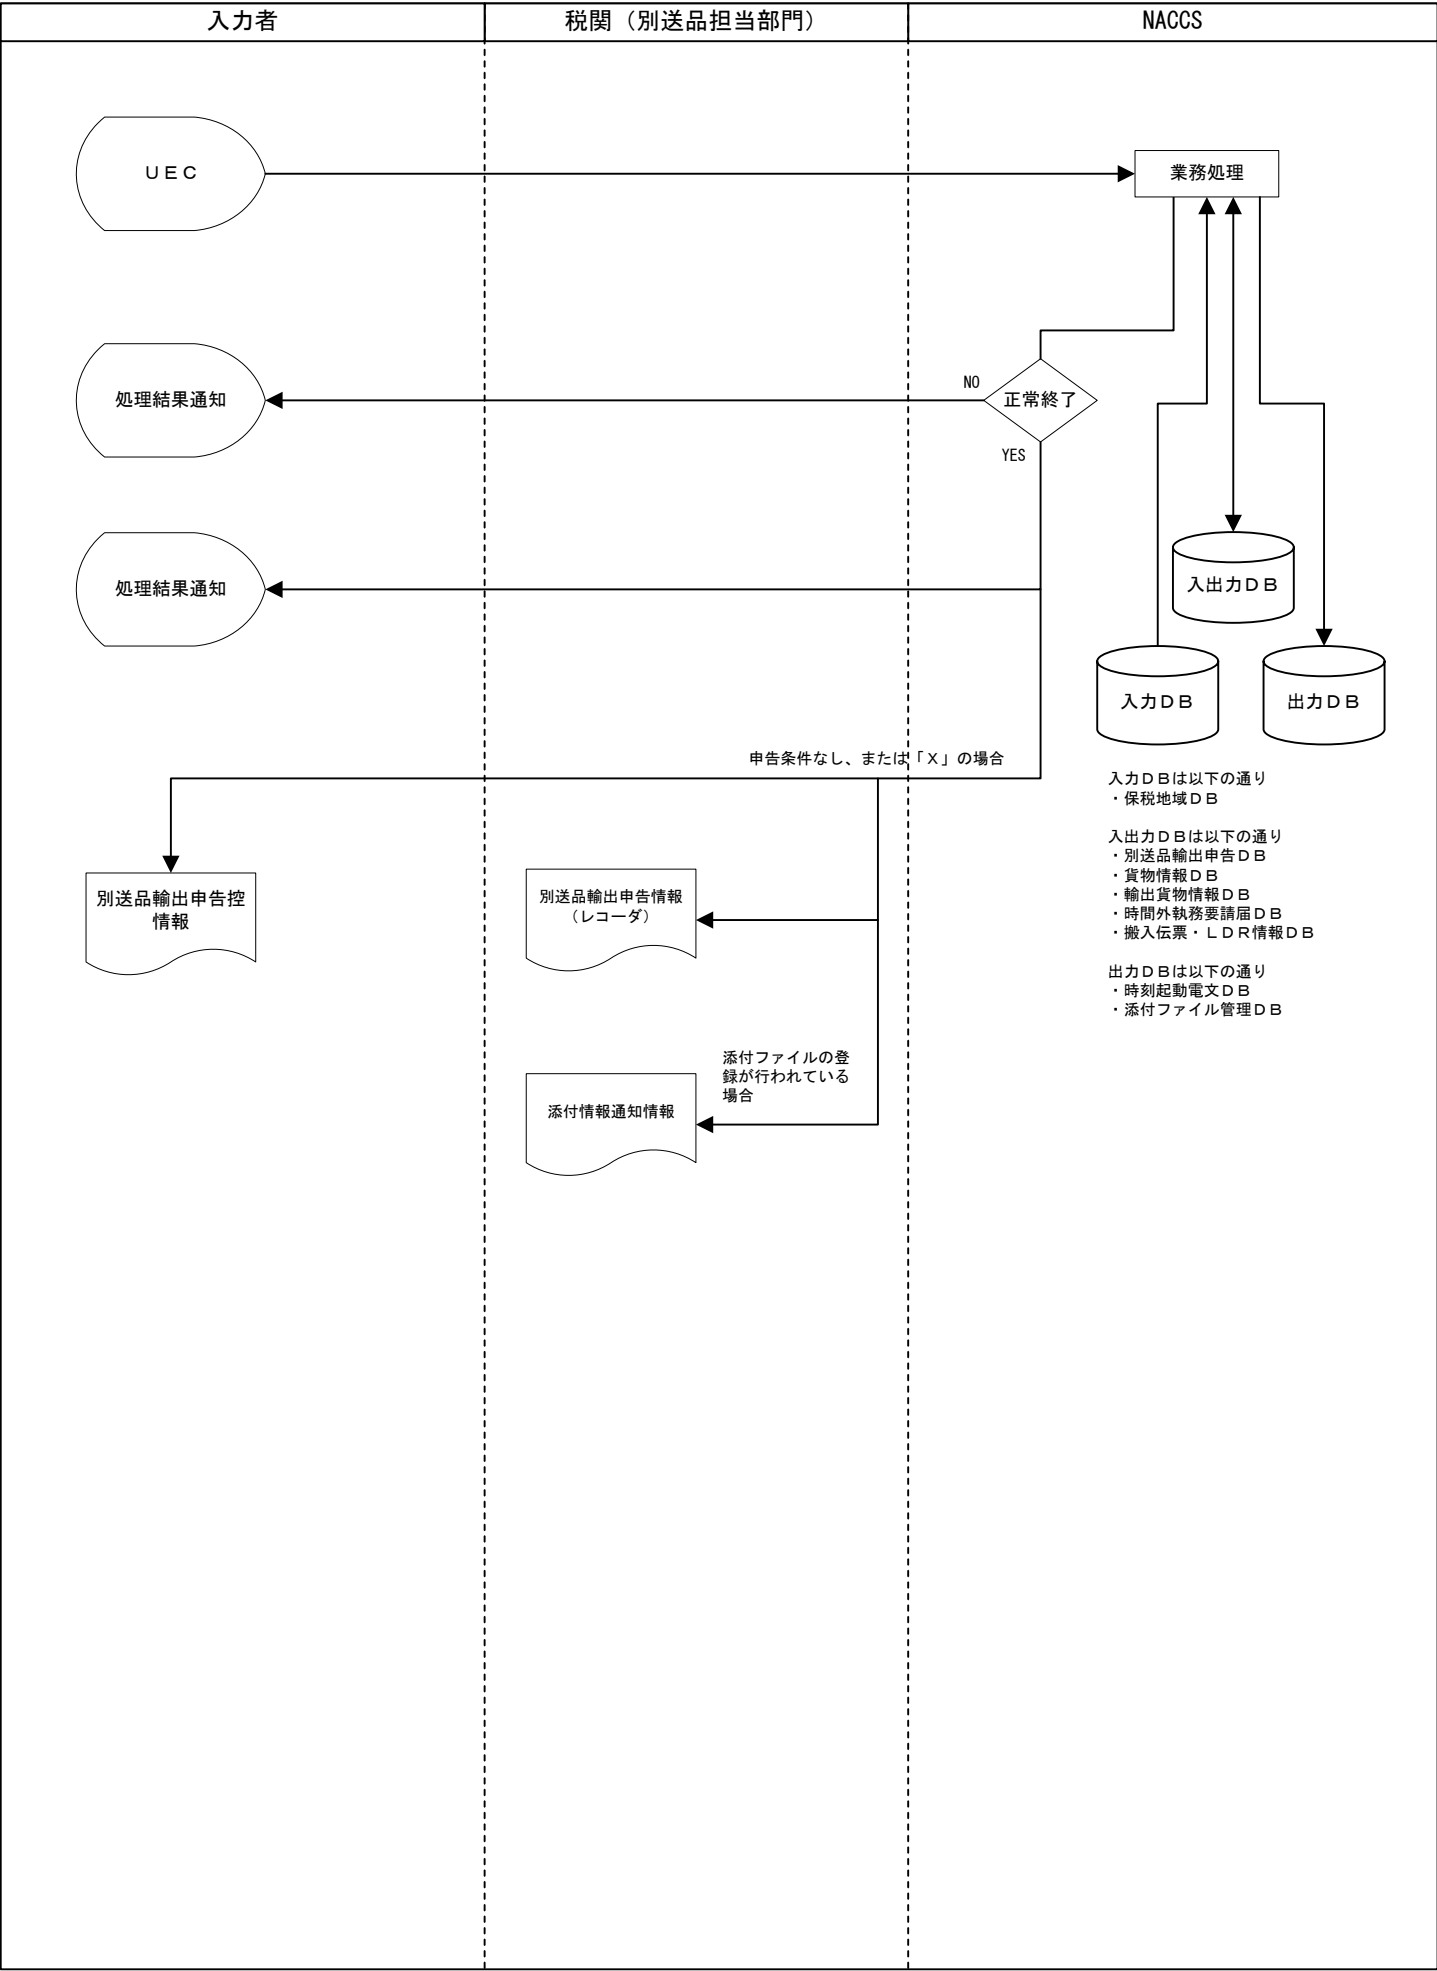 入力者
税関（別送品担当部門）
NACCS
ＵＥＣ
業務処理
処理結果通知
NO
正常終了
YES
処理結果通知
入出力ＤＢ
入力ＤＢ
出力ＤＢ
申告条件なし、または「Ｘ」の場合
入力ＤＢは以下の通り
・保税地域ＤＢ
入出力ＤＢは以下の通り
・別送品輸出申告ＤＢ
・貨物情報ＤＢ
・輸出貨物情報ＤＢ
・時間外執務要請届ＤＢ
・搬入伝票・ＬＤＲ情報ＤＢ
出力ＤＢは以下の通り
・時刻起動電文ＤＢ
・添付ファイル管理ＤＢ
別送品輸出申告控
情報
別送品輸出申告情報
（レコーダ）
添付ファイルの登
録が行われている
場合
添付情報通知情報